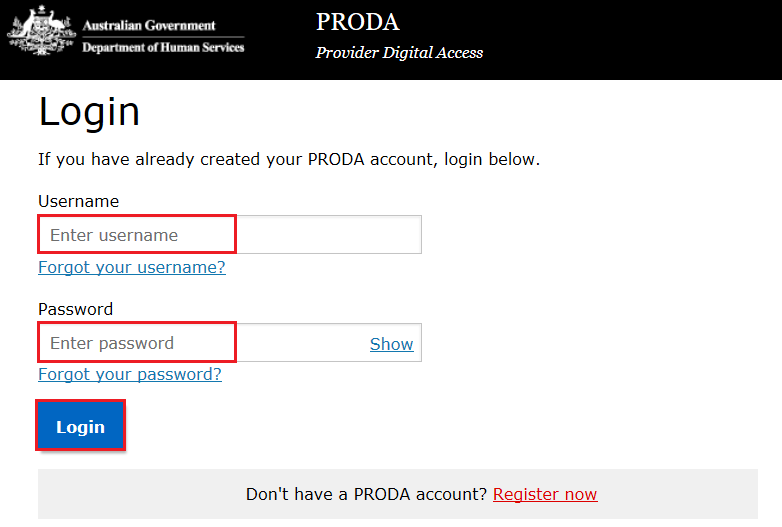 Australian Government
Department of Human Services
PRODA
Provider Digital Access
Login
If you have already created your PRODA account, login below.
Username
Enter username
Forgot your username?
Password
Enter password
Show
Forgot your password?
Login
Don't have a PRODA account? Register now